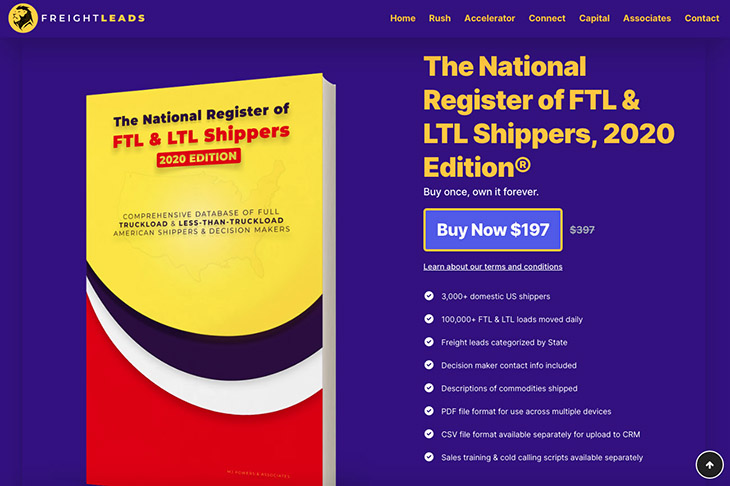 FREIGHTLEADS
Home Rush Accelerator Connect Capital Associates Contact
The National Register of
FTL & LTL Shippers
2020 EDITION
COMPREHENSIVE DATABASE OF FULL
TRUCKLOAD & LESS-THAN-TRUCKLOAD
AMERICAN SHIPPERS & DECISION MAKERS
MJ POWERS & ASSOCIATES
The National
Register of FTL &
LTL Shippers, 2020
Edition®
Buy once, own it forever.
Buy Now $197 $397
Learn about our terms and conditions
3,000+ domestic US shippers
100,000+ FTL & LTL loads moved daily
Freight leads categorized by State
Decision maker contact info included
Descriptions of commodities shipped
PDF file format for use across multiple devices
CSV file format available separately for upload to CRM
Sales training & cold calling scripts available separately